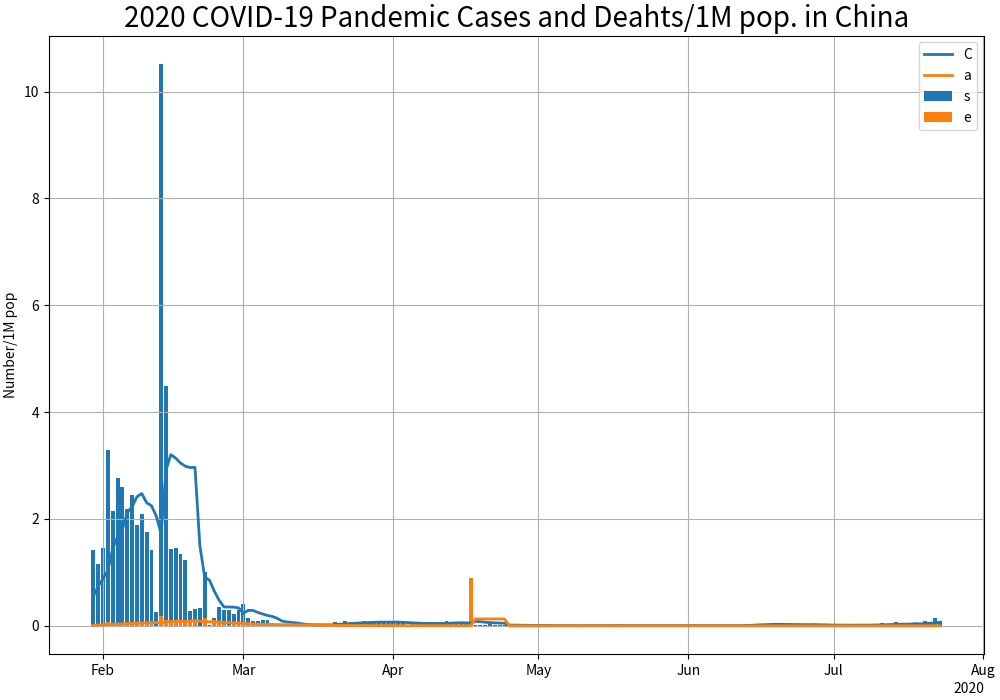 2020 COVID-19 Pandemic Cases and Deahts/1M pop. in China
C
a
s
e
Number/1M pop
10
8
6
4
2
0
Feb Mar Apr May Jun Jul Aug
2020